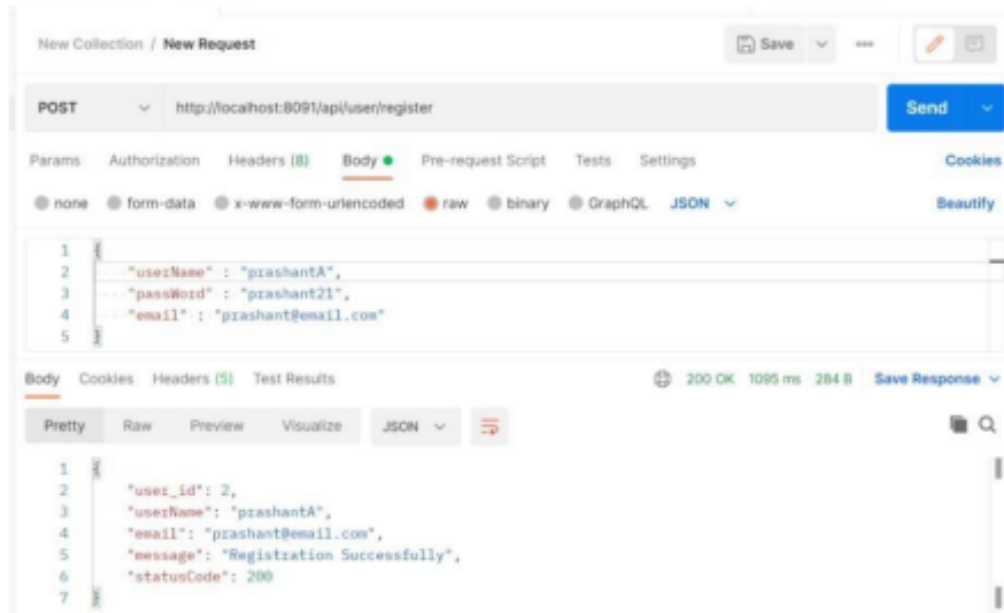 New Collection / New Request Save
POST http://localhost:8091/api/user/register Send
Params Authorization Headers (8) Body Pre-request Script Tests Settings Cookies
none form-data x-www-form-urlencoded raw binary GraphQL JSON Beautify
1 {
2 "userName" : "prashantA",
3 "passWord" : "prashant21",
4 "email" : "prashant@email.com"
5 }
Body Cookies Headers (5) Test Results 200 OK 1095 ms 284 B Save Response
Pretty Raw Preview Visualize JSON
1 {
2 "user_id": 2,
3 "userName": "prashantA",
4 "email": "prashant@email.com",
5 "message": "Registration Successfully",
6 "statusCode": 200
7 }